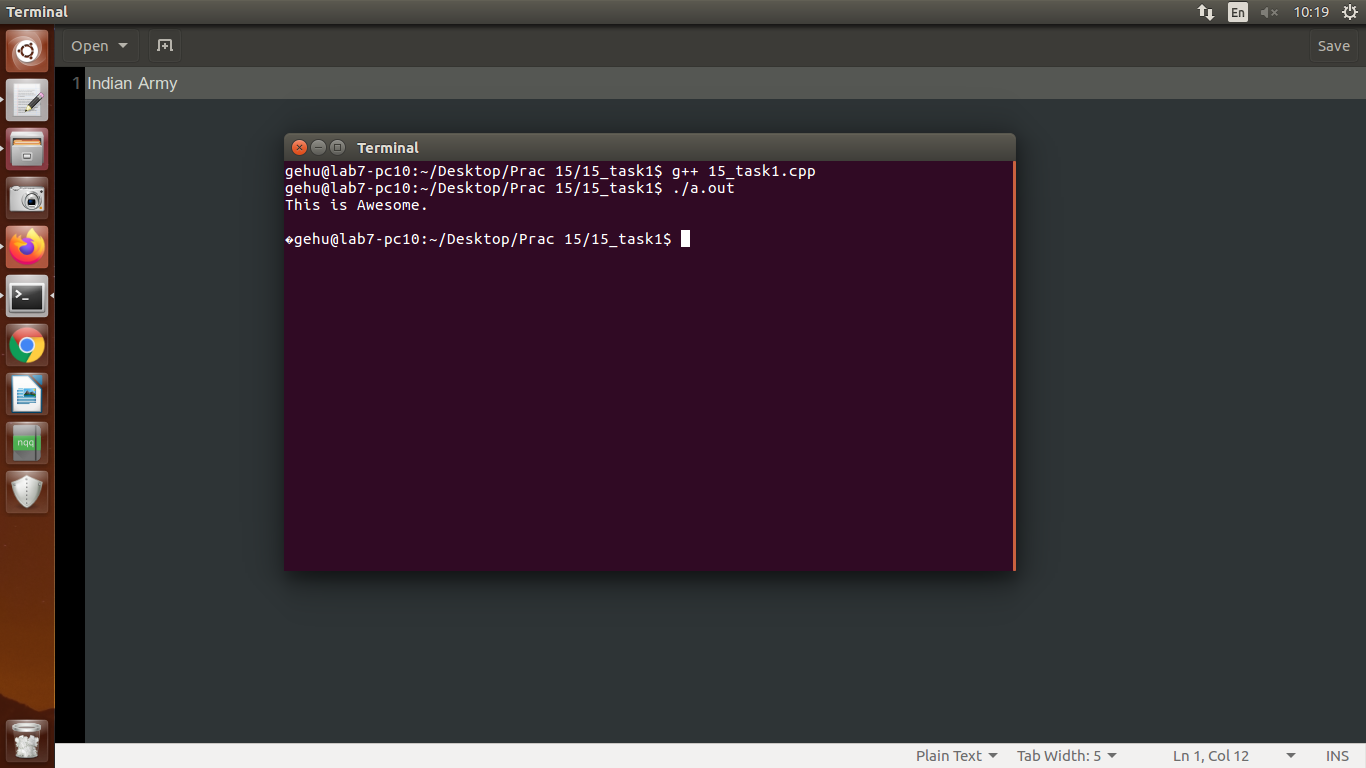 Terminal
En
10:19
Open
Save
1 Indian Army
Terminal
gehu@lab7-pc10:~/Desktop/Prac 15/15_task1$ g++ 15_task1.cpp
gehu@lab7-pc10:~/Desktop/Prac 15/15_task1$ ./a.out
This is Awesome.
�gehu@lab7-pc10:~/Desktop/Prac 15/15_task1$
nqq
Plain Text
Tab Width: 5
Ln 1, Col 12
INS